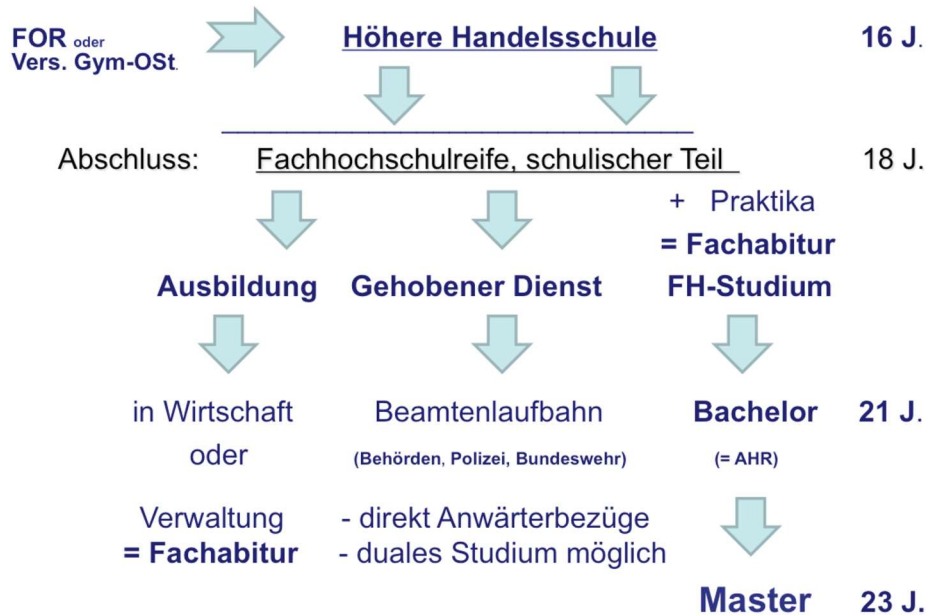 FOR oder
Vers. Gym-OSt.
Höhere Handelsschule
16 J.
Abschluss:
Fachhochschulreife, schulischer Teil
18 J.
+ Praktika
= Fachabitur
Ausbildung
Gehobener Dienst
FH-Studium
in Wirtschaft
Beamtenlaufbahn
Bachelor
21 J.
oder
(Behörden, Polizei, Bundeswehr)
(= AHR)
Verwaltung
- direkt Anwärterbezüge
= Fachabitur
- duales Studium möglich
Master
23 J.